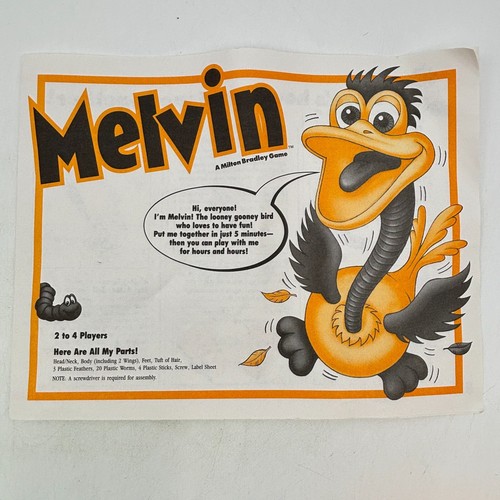 Melvin
™
A Milton Bradley Game
Hi, everyone!
I'm Melvin! The looney gooney bird
who loves to have fun!
Put me together in just 5 minutes—
then you can play with me
for hours and hours!
2 to 4 Players
Here Are All My Parts!
Head/Neck, Body (including 2 Wings), Feet, Tuft of Hair,
3 Plastic Feathers, 20 Plastic Worms, 4 Plastic Sticks, Screw, Label Sheet
NOTE: A screwdriver is required for assembly.